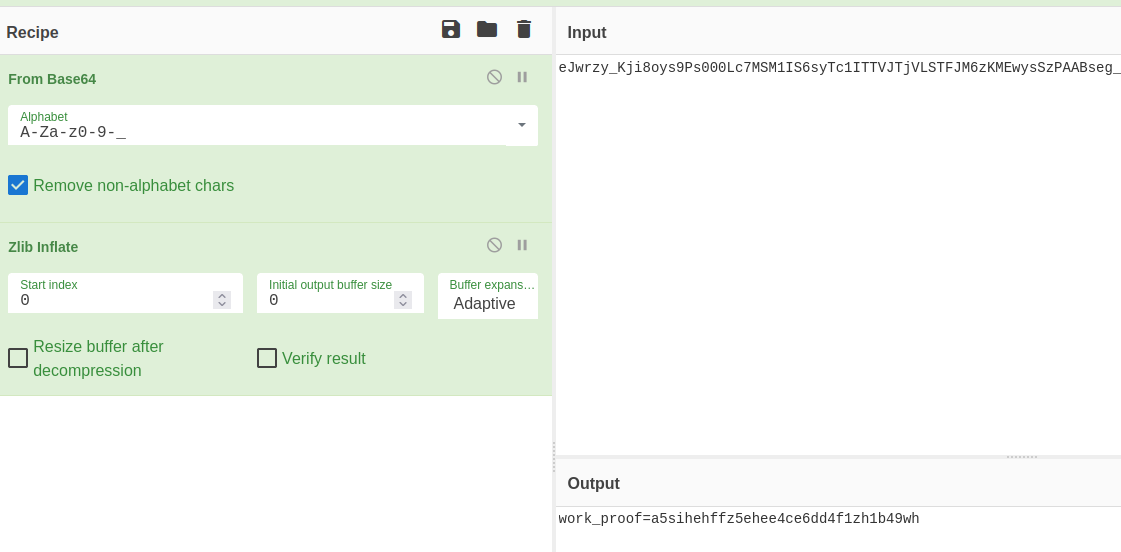 Recipe
From Base64
Alphabet
A-Za-z0-9-_
Remove non-alphabet chars
Zlib Inflate
Start index
0
Initial output buffer size
0
Buffer expans…
Adaptive
Resize buffer after
decompression
Verify result
Input
eJwrzy_Kji8oys9Ps000Lc7MSM1IS6syTc1ITTVJTjVLSTFJM6zKMEwysSzPAABseg_
Output
work_proof=a5sihehffz5ehee4ce6dd4f1zh1b49wh